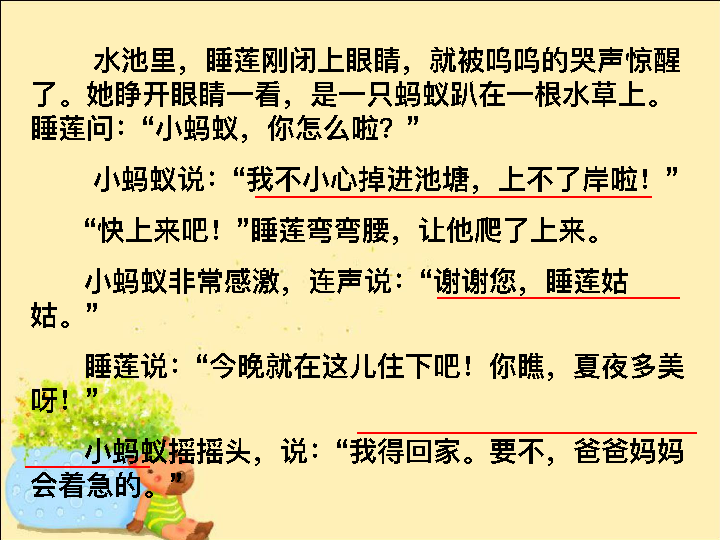 水池里，睡莲刚闭上眼睛，就被呜呜的哭声惊醒
了。她睁开眼睛一看，是一只蚂蚁趴在一根水草上。
睡莲问：“小蚂蚁，你怎么啦？”
小蚂蚁说：“我不小心掉进池塘，上不了岸啦！”
“快上来吧！”睡莲弯弯腰，让他爬了上来。
小蚂蚁非常感激，连声说：“谢谢您，睡莲姑
姑。”
睡莲说：“今晚就在这儿住下吧！你瞧，夏夜多美
呀！”
小蚂蚁摇摇头，说：“我得回家。要不，爸爸妈妈
会着急的。”